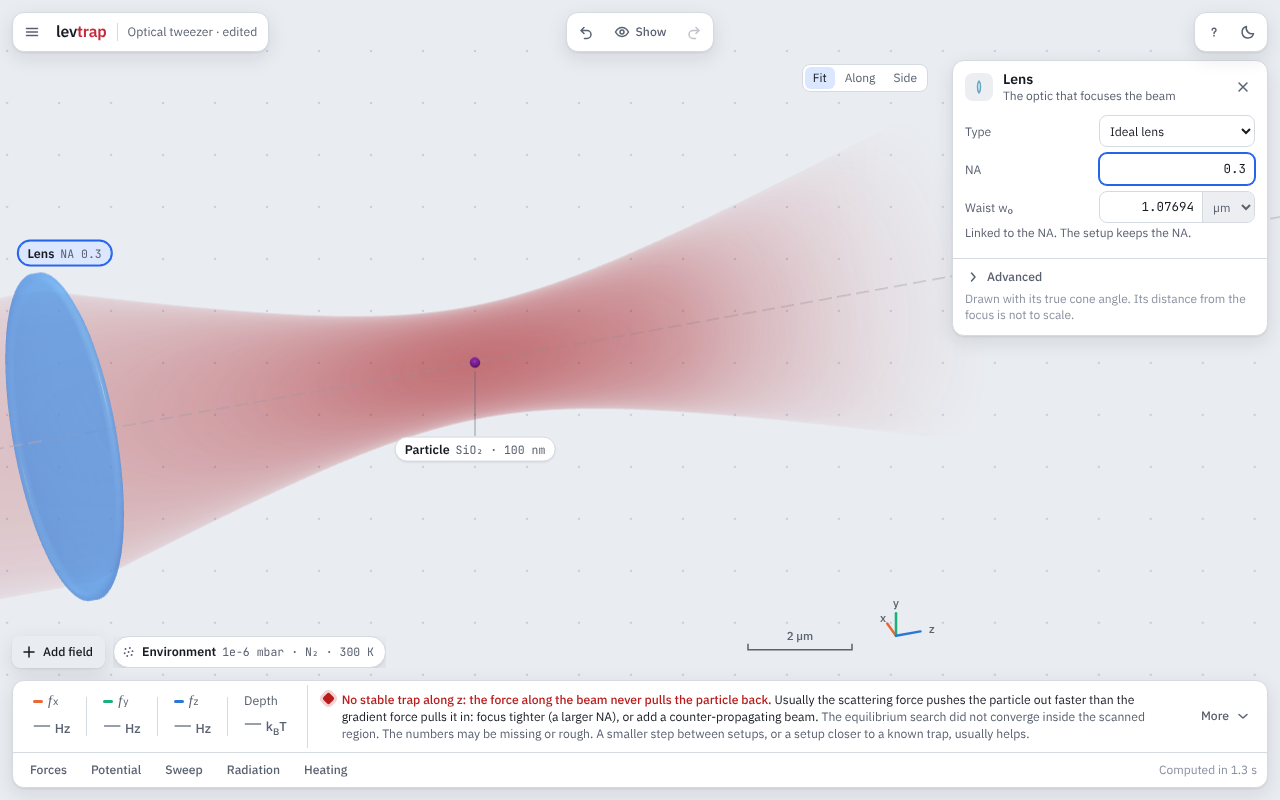 levtrap Optical tweezer · edited
Show
?
Fit Along Side
Lens
The optic that focuses the beam
Type Ideal lens
NA 0.3
Waist w₀ 1.07694 µm
Linked to the NA. The setup keeps the NA.
Advanced
Drawn with its true cone angle. Its distance from the
focus is not to scale.
Lens NA 0.3
Particle SiO₂ · 100 nm
2 µm
y
x
z
Add field
Environment 1e-6 mbar · N₂ · 300 K
fx fy fz Depth
— Hz — Hz — Hz — kBT
No stable trap along z: the force along the beam never pulls the particle back. Usually the scattering force pushes the particle out faster than the
gradient force pulls it in: focus tighter (a larger NA), or add a counter-propagating beam. The equilibrium search did not converge inside the scanned
region. The numbers may be missing or rough. A smaller step between setups, or a setup closer to a known trap, usually helps.
More
Forces Potential Sweep Radiation Heating
Computed in 1.3 s